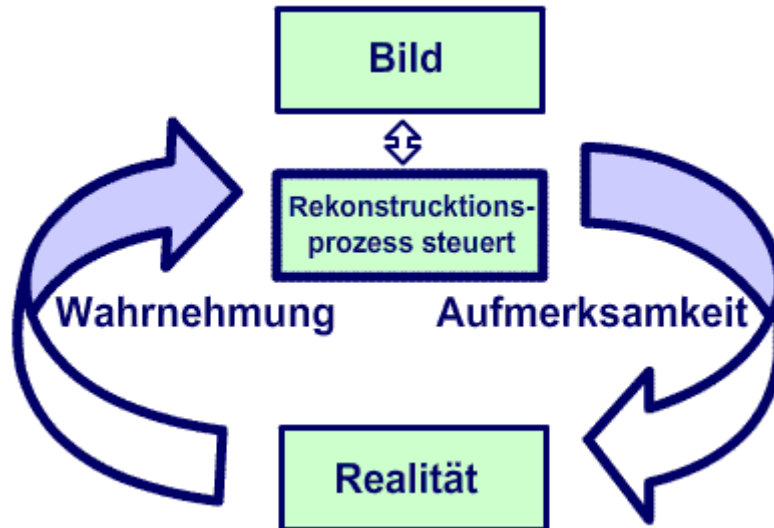 Bild
Rekonstrucktions-
prozess steuert
Wahrnehmung
Aufmerksamkeit
Realität